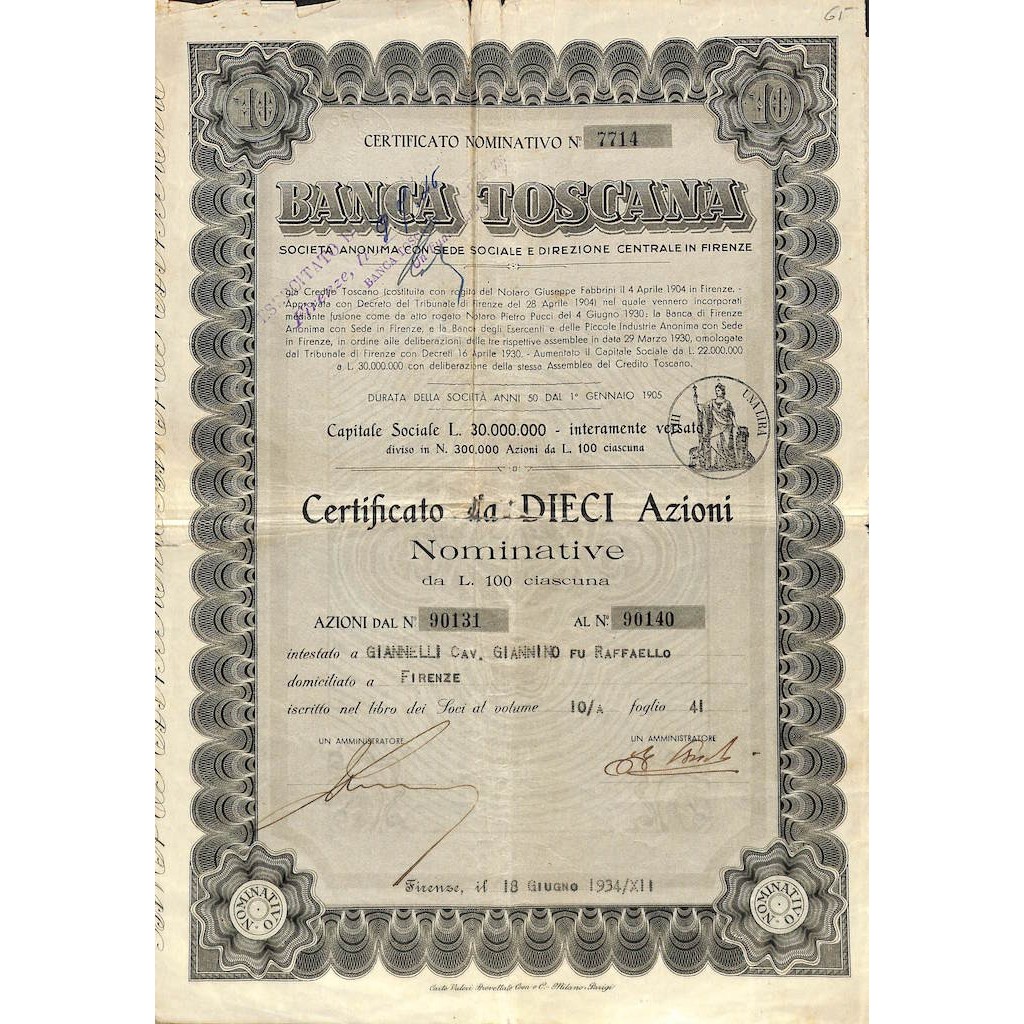 65
10
10
CERTIFICATO NOMINATIVO Nº 7714
BANCA TOSCANA
SOCIETÀ ANONIMA CON SEDE SOCIALE E DIREZIONE CENTRALE IN FIRENZE
già Credito Toscano (costituita con rogito del Notaro Giuseppe Fabbrini il 4 Aprile 1904 in Firenze. -
Approvata con Decreto del Tribunale di Firenze del 28 Aprile 1904) nel quale vennero incorporati
mediante fusione come da atto rogato Notaro Pietro Pucci del 4 Giugno 1930: la Banca di Firenze
Anonima con Sede in Firenze, e la Banca degli Esercenti e delle Piccole Industrie Anonima con Sede
in Firenze, in ordine alle deliberazioni delle tre rispettive assemblee in data 29 Marzo 1930, omologate
dal Tribunale di Firenze con Decreti 16 Aprile 1930. - Aumentato il Capitale Sociale da L. 22.000.000
a L. 30.000.000 con deliberazione della stessa Assemblea del Credito Toscano.
DURATA DELLA SOCIETÀ ANNI 50 DAL 1º GENNAIO 1905
UNA LIRA
Capitale Sociale L. 30.000.000 - interamente versato
diviso in N. 300.000 Azioni da L. 100 ciascuna
Certificato da DIECI Azioni
Nominative
da L. 100 ciascuna
AZIONI DAL Nº 90131 AL Nº 90140
intestato a GIANNELLI CAV. GIANNINO FU RAFFAELLO
domiciliato a FIRENZE
iscritto nel libro dei Soci al volume 10/A foglio 41
UN AMMINISTRATORE UN AMMINISTRATORE
Firenze, il 18 GIUGNO 1934/XII
NOMINATIVO
NOMINATIVO